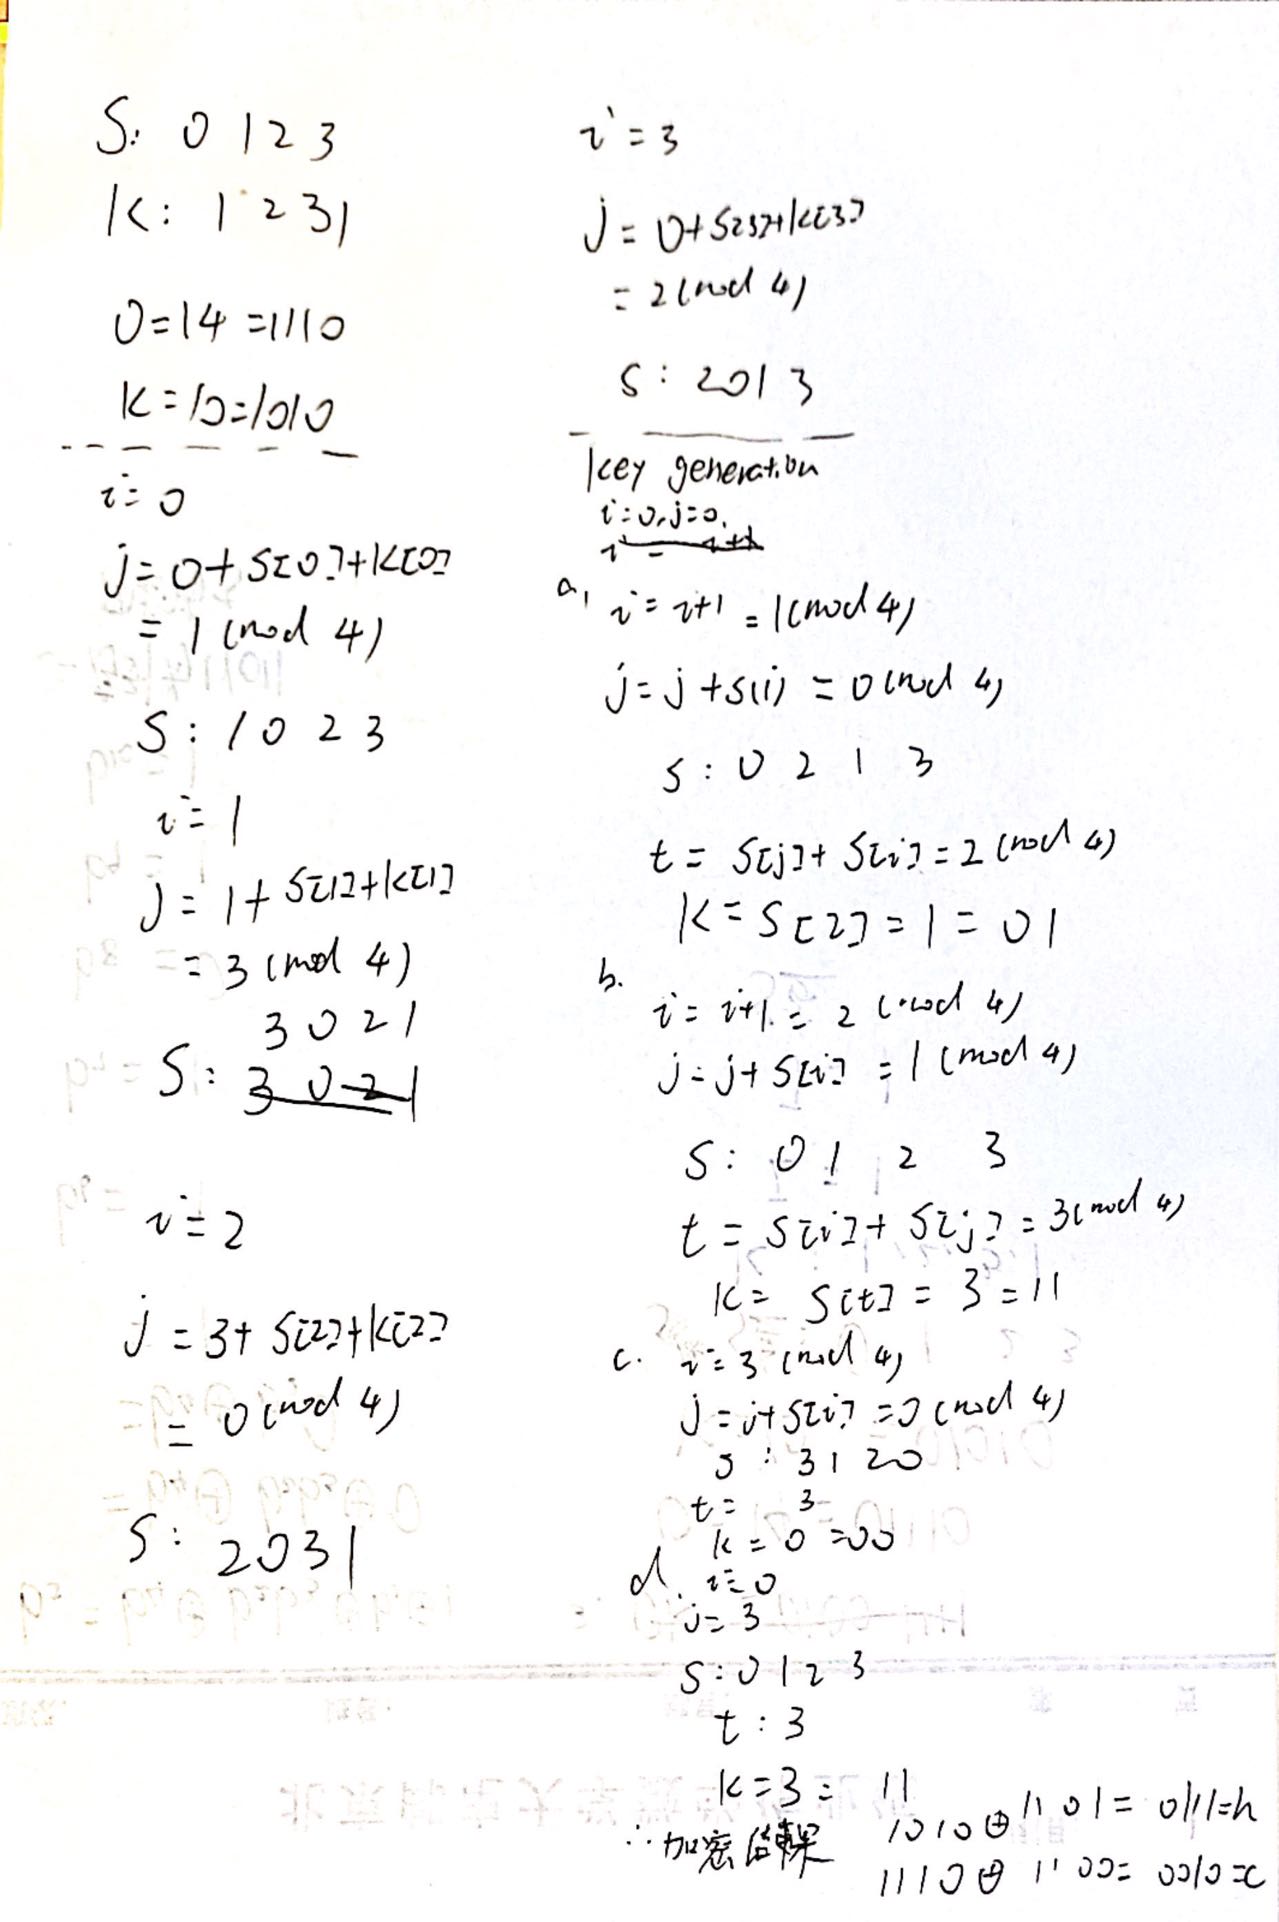 S: 0 1 2 3
K: 1 2 3 1
O=14=1110
K=10=1010
i=0
j=0+S[0]+K[0]
=1 (mod 4)
S: 1 0 2 3
i=1
j=1+S[1]+K[1]
=3 (mod 4)
3 0 2 1
S: 3 0 2 1
i=2
j=3+S[2]+K[2]
=0 (mod 4)
S: 2 0 3 1
i=3
j=0+S[3]+K[3]
=2 (mod 4)
S: 2 0 1 3
key generation
i=0, j=0.
i = i+1
a, i=i+1=1 (mod 4)
j=j+S(i)=0 (mod 4)
S: 0 2 1 3
t=S[j]+S[i]=2 (mod 4)
K=S[2]=1=01
b.
i=i+1=2 (mod 4)
j=j+S[i]=1 (mod 4)
S: 0 1 2 3
t=S[i]+S[j]=3 (mod 4)
K=S[t]=3=11
c. i=3 (mod 4)
j=j+S[i]=0 (mod 4)
S: 3 1 2 0
t= 3
K=0=00
d. i=0
j=3
S: 0 1 2 3
t: 3
K=3=11
1010⊕1101=0111=h
∴加密结果 1110⊕1100=0010=c